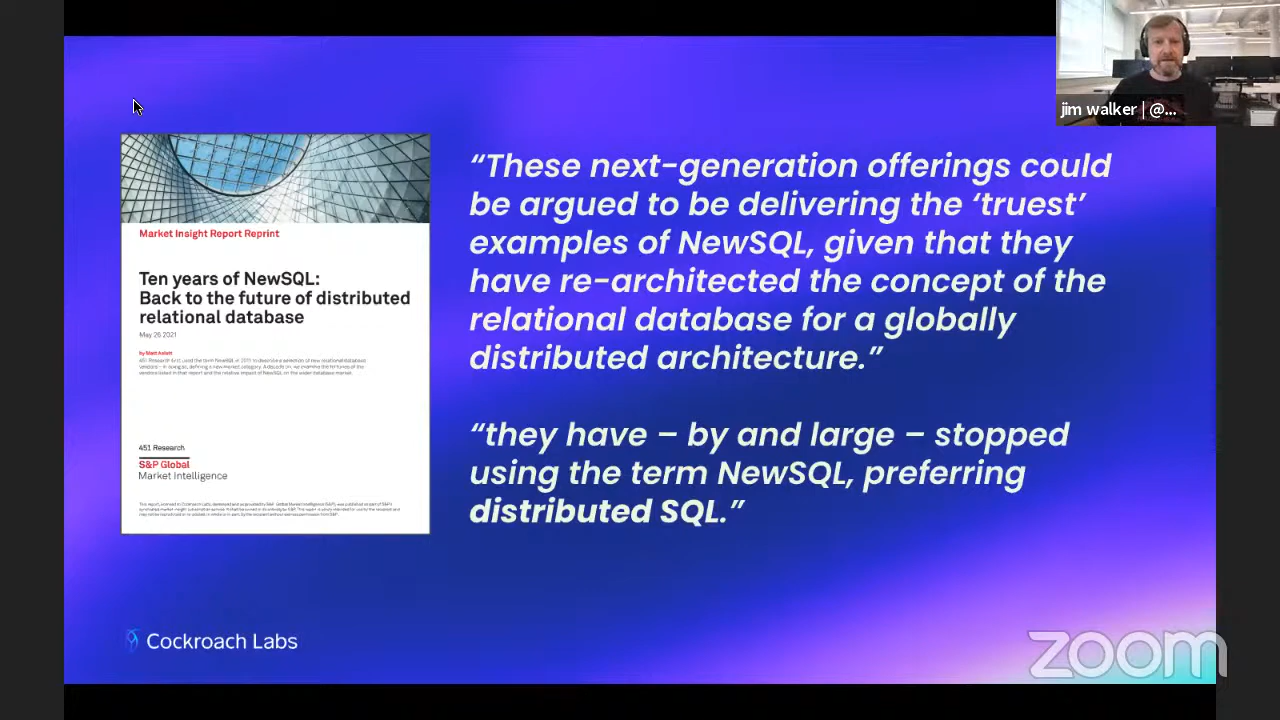 jim walker | @...
Market Insight Report Reprint
Ten years of NewSQL:
Back to the future of distributed
relational database
May 26 2021
by Matt Aslett
451 Research
S&P Global
Market Intelligence
“These next-generation offerings could
be argued to be delivering the ‘truest’
examples of NewSQL, given that they
have re-architected the concept of the
relational database for a globally
distributed architecture.”
“they have – by and large – stopped
using the term NewSQL, preferring
distributed SQL.”
Cockroach Labs
zoom